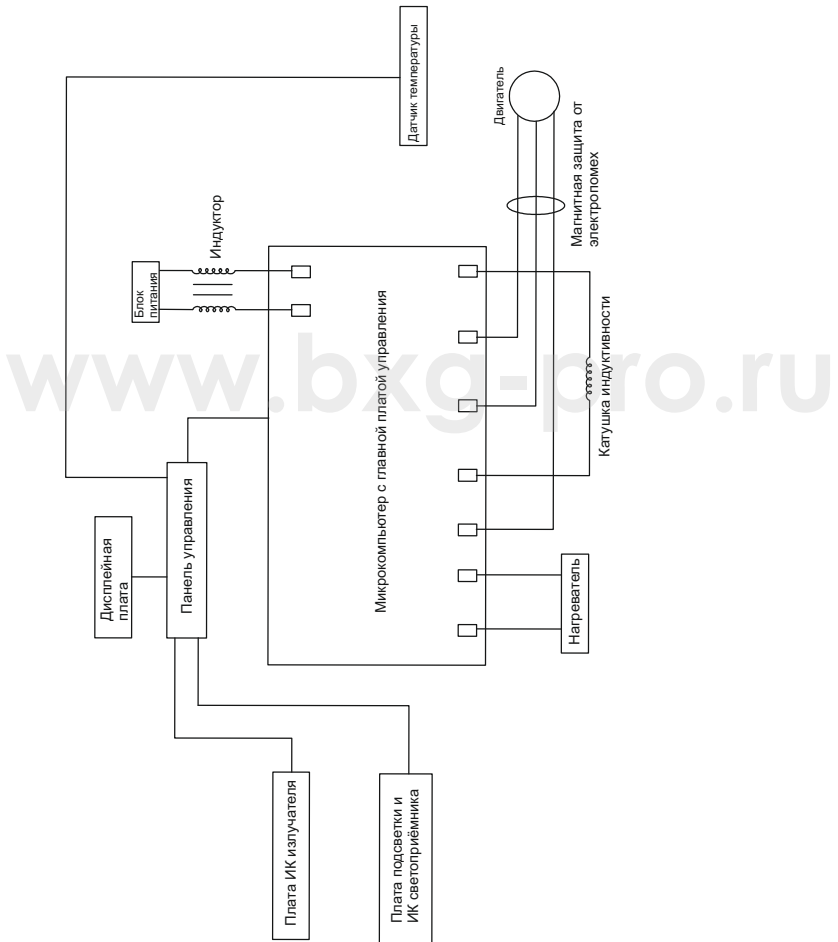 Датчик температуры
Двигатель
Магнитная защита от
электропомех
Индуктор
Блок
питания
Микрокомпьютер с главной платой управления
Катушка индуктивности
www.bxg-pro.ru
Дисплейная
плата
Панель управления
Нагреватель
Плата ИК излучателя
Плата подсветки и
ИК светоприёмника